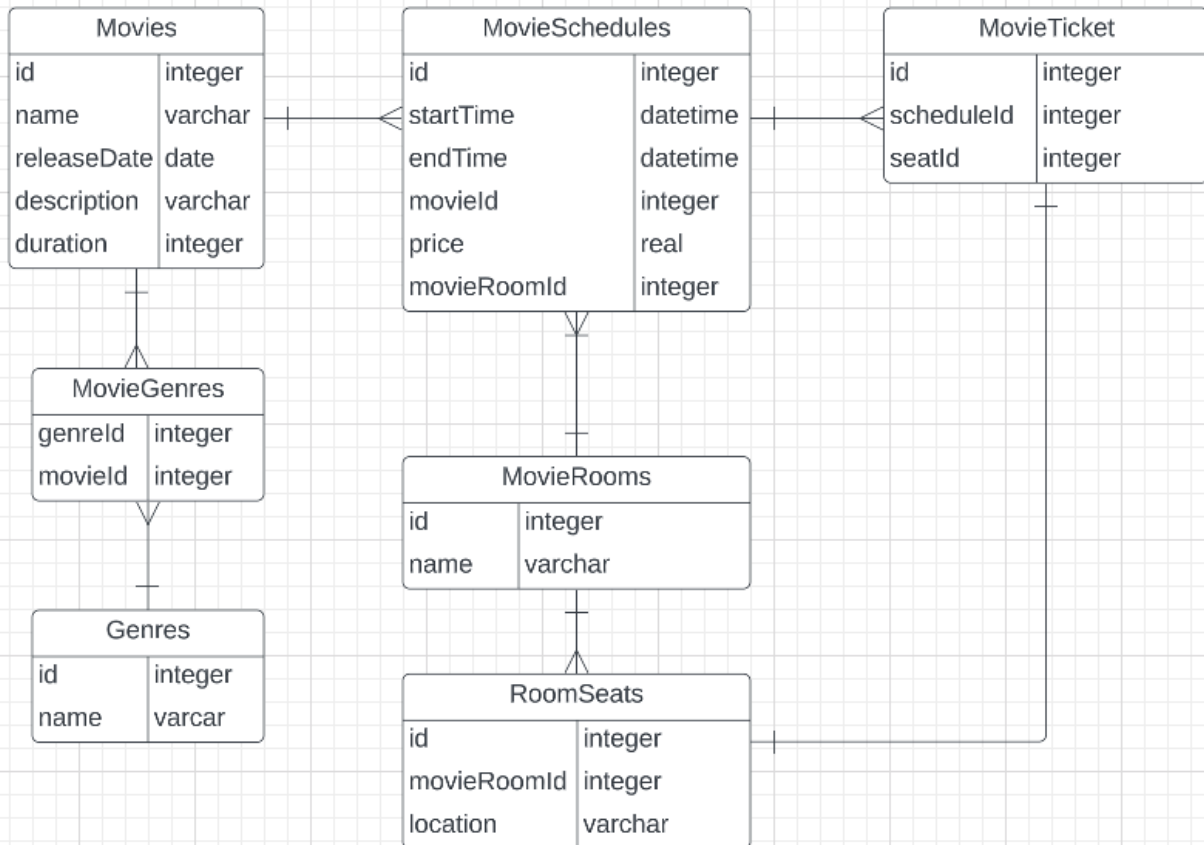 Movies
id integer
name varchar
releaseDate date
description varchar
duration integer
MovieSchedules
id integer
startTime datetime
endTime datetime
movieId integer
price real
movieRoomId integer
MovieTicket
id integer
scheduleId integer
seatId integer
MovieGenres
genreId integer
movieId integer
MovieRooms
id integer
name varchar
Genres
id integer
name varcar
RoomSeats
id integer
movieRoomId integer
location varchar